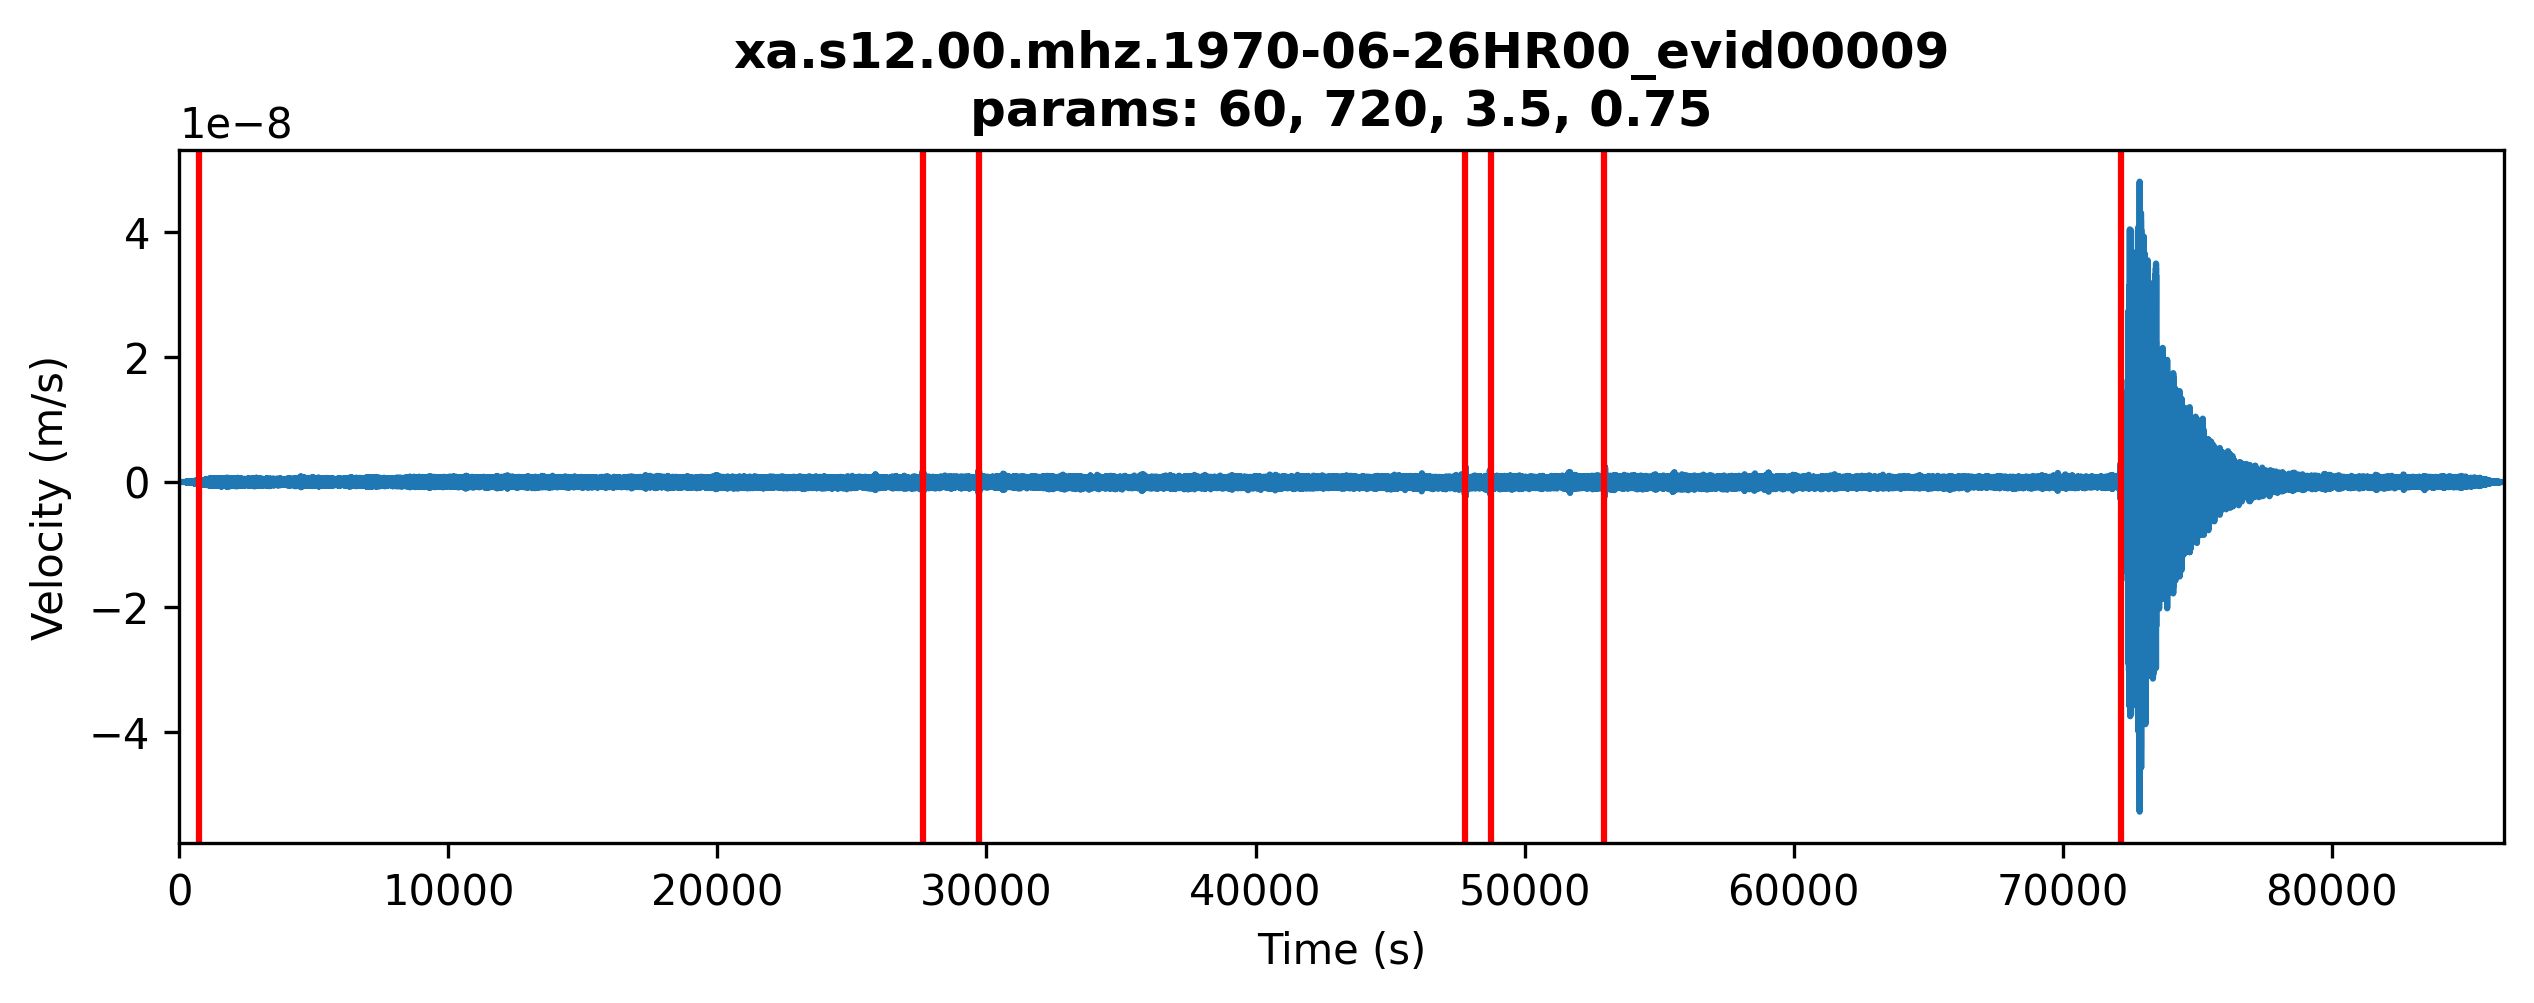 xa.s12.00.mhz.1970-06-26HR00_evid00009
params: 60, 720, 3.5, 0.75
1e−8
4
2
0
−2
−4
Velocity (m/s)
0 10000 20000 30000 40000 50000 60000 70000 80000
Time (s)